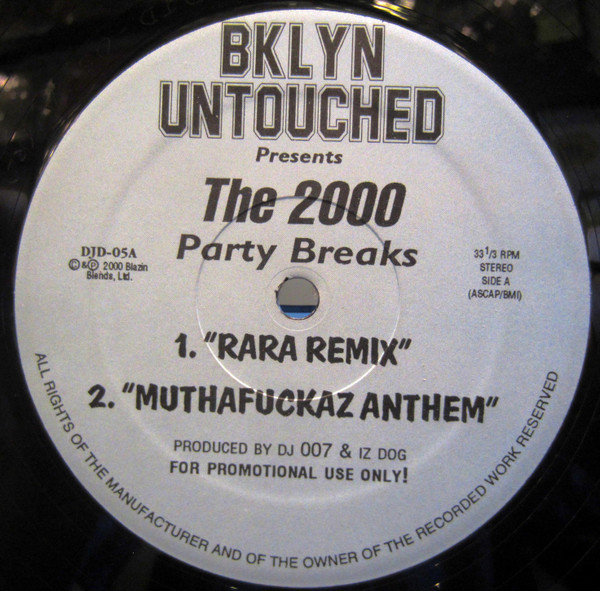 BKLYN
UNTOUCHED
Presents
The 2000
Party Breaks
DJD-05A
©&℗ 2000 Blazin
Blends, Ltd.
33 1/3 RPM
STEREO
SIDE A
(ASCAP/BMI)
1. "RARA REMIX"
2. "MUTHAFUCKAZ ANTHEM"
PRODUCED BY DJ 007 & IZ DOG
FOR PROMOTIONAL USE ONLY!
ALL RIGHTS OF THE MANUFACTURER AND OF THE OWNER OF THE RECORDED WORK RESERVED